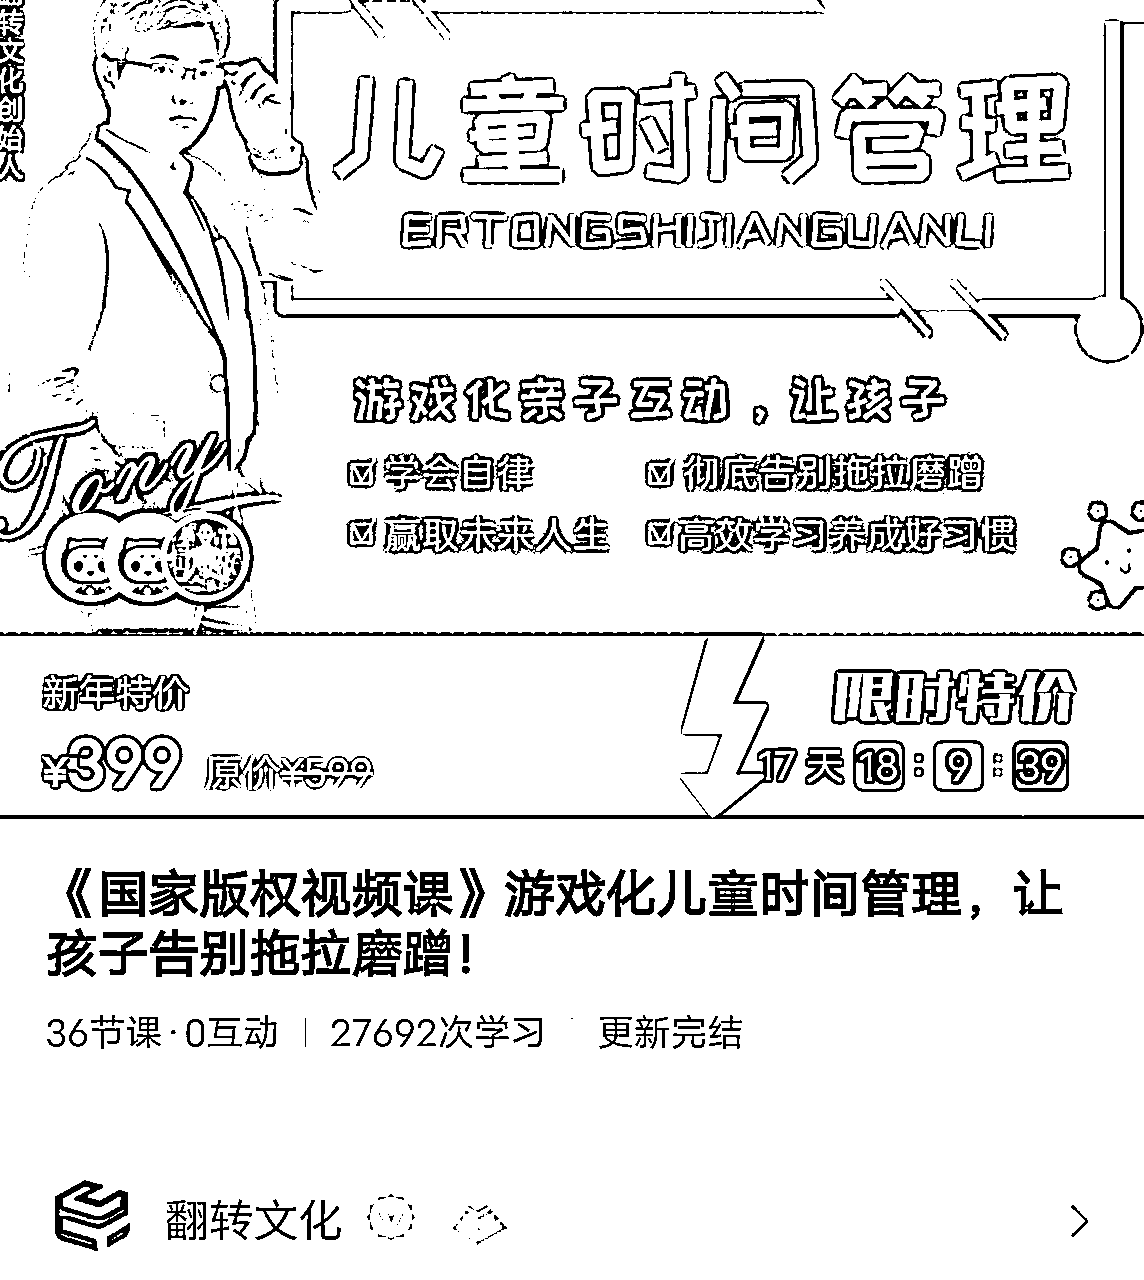 翻转文化创始人
儿童时间管理
ERTONGSHIJIANGUANLI
游戏化亲子互动，让孩子
学会自律 彻底告别拖拉磨蹭
赢取未来人生 高效学习养成好习惯
Tony
新年特价 限时特价
¥399 原价¥599 17天 18:9:39
《国家版权视频课》游戏化儿童时间管理，让
孩子告别拖拉磨蹭！
36节课·0互动 | 27692次学习 更新完结
翻转文化